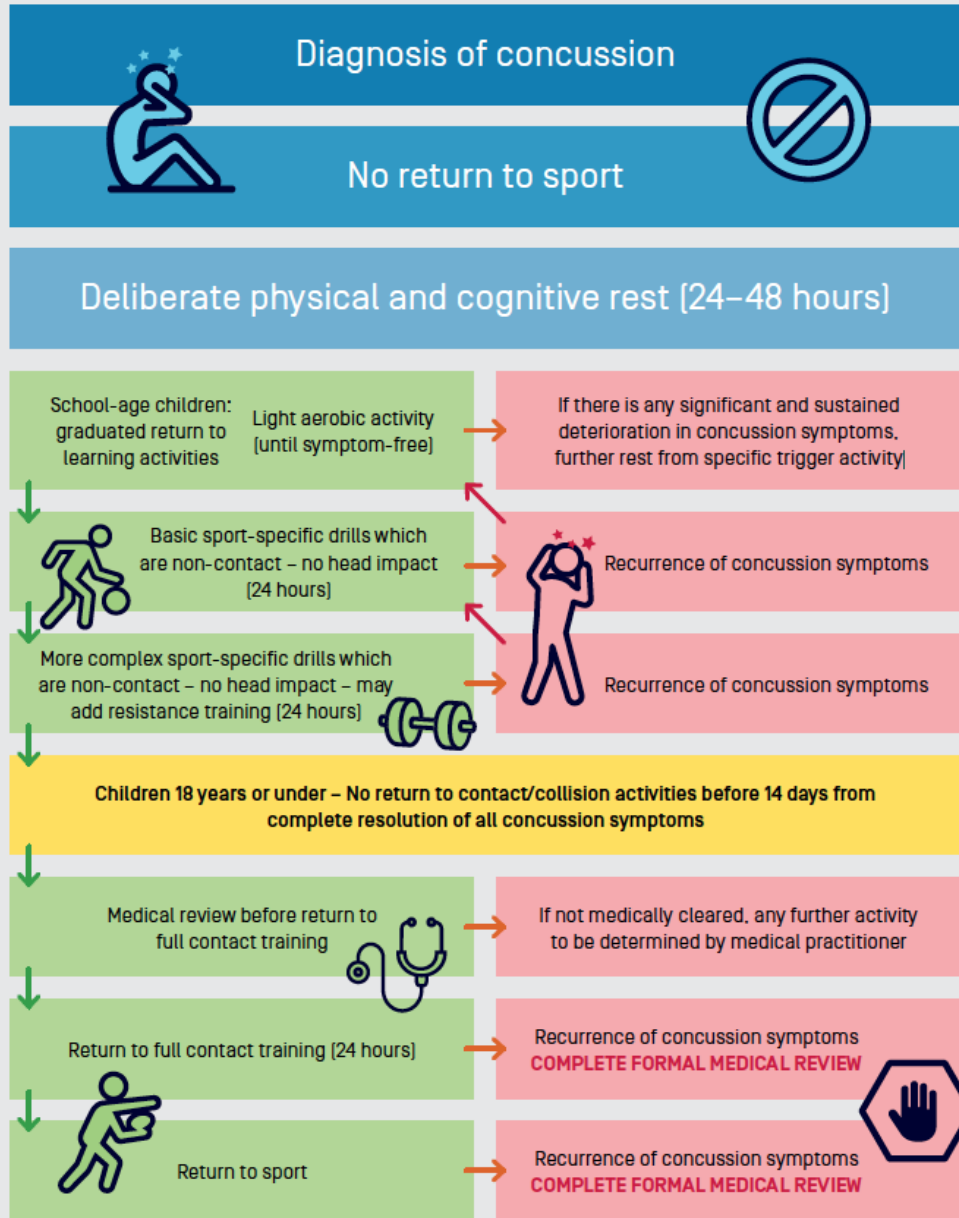 Diagnosis of concussion
No return to sport
Deliberate physical and cognitive rest (24–48 hours)
School-age children:
graduated return to
learning activities
Light aerobic activity
(until symptom-free)
If there is any significant and sustained
deterioration in concussion symptoms,
further rest from specific trigger activity
Basic sport-specific drills which
are non-contact – no head impact
(24 hours)
Recurrence of concussion symptoms
More complex sport-specific drills which
are non-contact – no head impact – may
add resistance training (24 hours)
Recurrence of concussion symptoms
Children 18 years or under – No return to contact/collision activities before 14 days from
complete resolution of all concussion symptoms
Medical review before return to
full contact training
If not medically cleared, any further activity
to be determined by medical practitioner
Return to full contact training (24 hours)
Recurrence of concussion symptoms
COMPLETE FORMAL MEDICAL REVIEW
Return to sport
Recurrence of concussion symptoms
COMPLETE FORMAL MEDICAL REVIEW